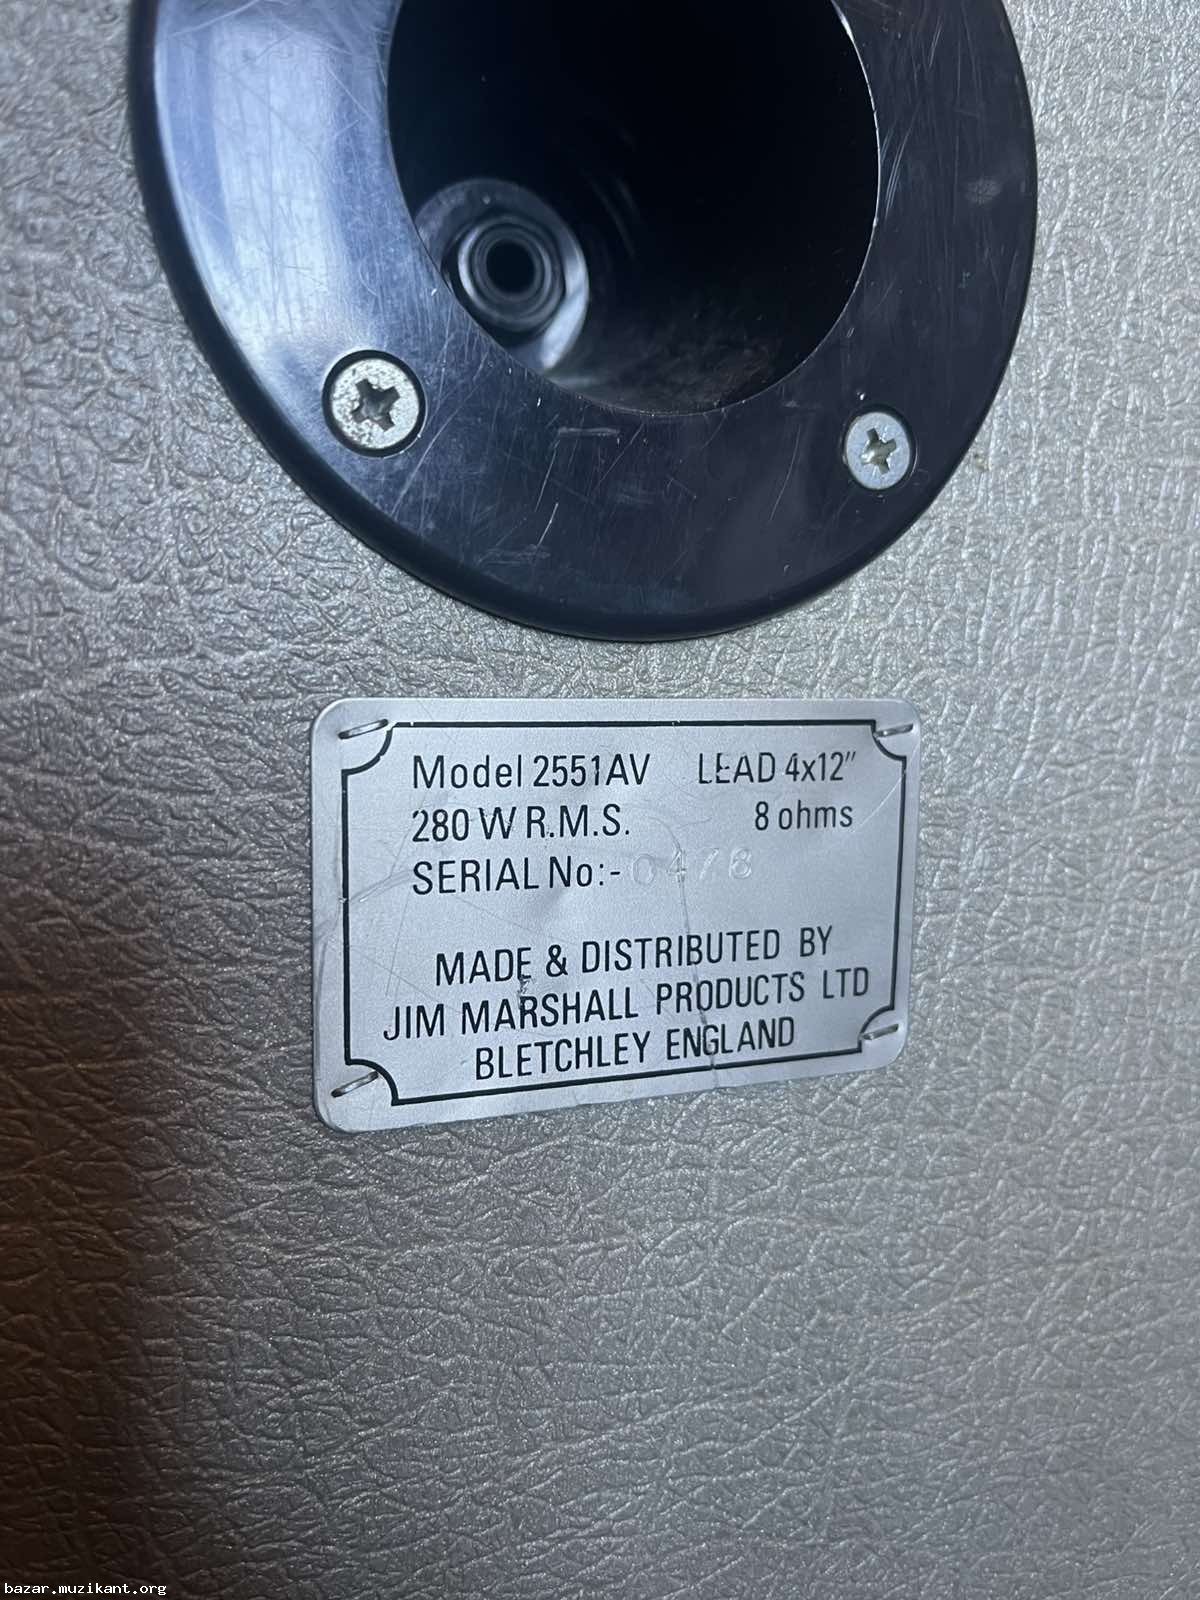 Model 2551AV LEAD 4x12"
280 W R.M.S. 8 ohms
SERIAL No:- 0478
MADE & DISTRIBUTED BY
JIM MARSHALL PRODUCTS LTD
BLETCHLEY ENGLAND
bazar.muzikant.org